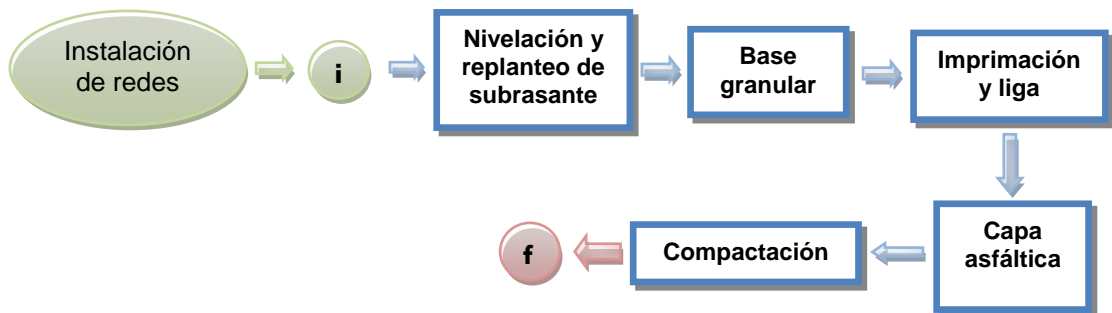 Instalación
de redes
i
Nivelación y
replanteo de
subrasante
Base
granular
Imprimación
y liga
Capa
asfáltica
Compactación
f